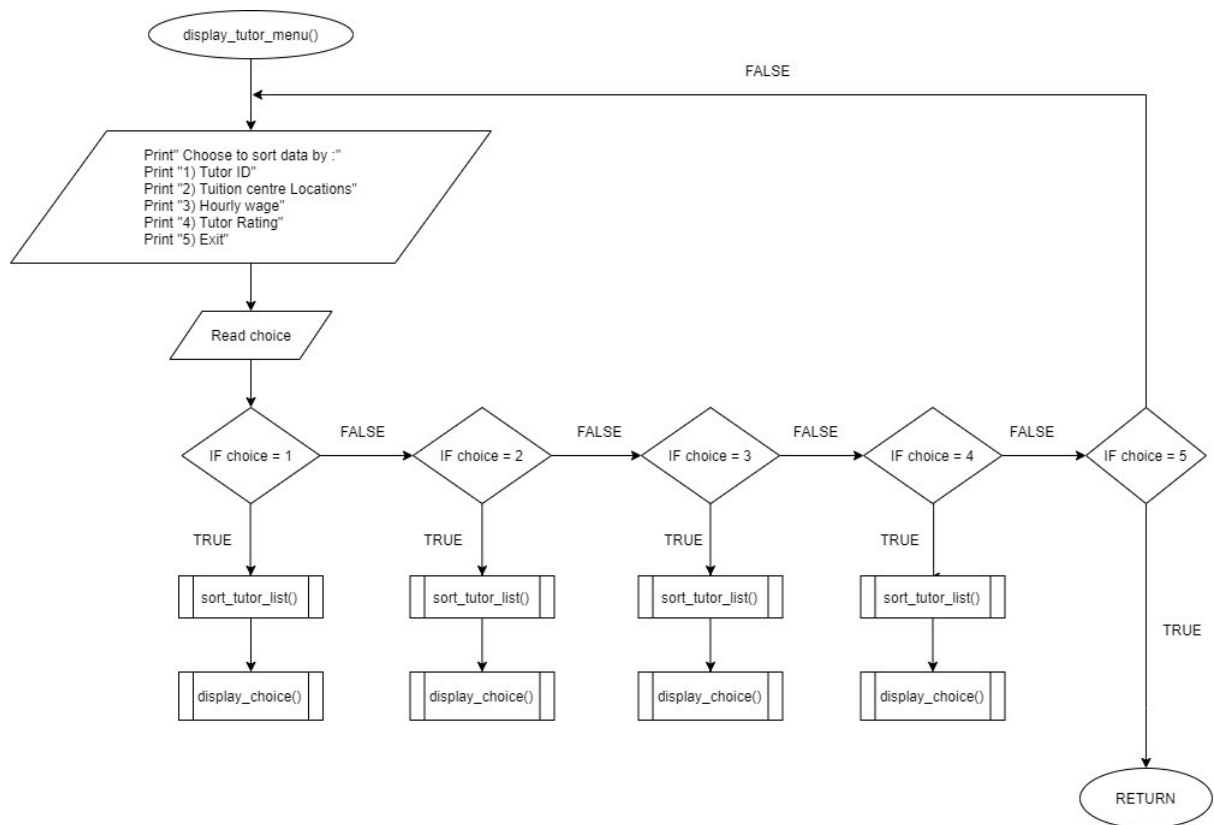 display_tutor_menu()
FALSE
Print" Choose to sort data by :"
Print "1) Tutor ID"
Print "2) Tuition centre Locations"
Print "3) Hourly wage"
Print "4) Tutor Rating"
Print "5) Exit"
Read choice
IF choice = 1
FALSE
IF choice = 2
FALSE
IF choice = 3
FALSE
IF choice = 4
FALSE
IF choice = 5
TRUE
TRUE
TRUE
TRUE
sort_tutor_list()
sort_tutor_list()
sort_tutor_list()
sort_tutor_list()
TRUE
display_choice()
display_choice()
display_choice()
display_choice()
RETURN